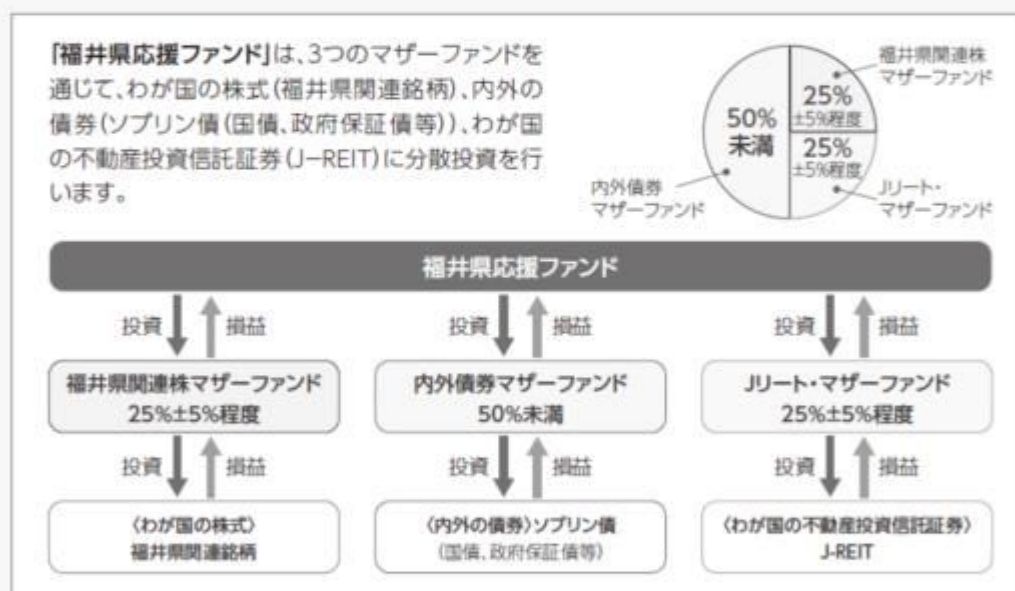 「福井県応援ファンド」は、3つのマザーファンドを
通じて、わが国の株式(福井県関連銘柄)、内外の
債券(ソブリン債(国債、政府保証債等))、わが国
の不動産投資信託証券(J−REIT)に分散投資を行
います。
福井県関連株
マザーファンド
25%
±5%程度
50%
未満
25%
±5%程度
内外債券
マザーファンド
Jリート・
マザーファンド
福井県応援ファンド
投資 損益 投資 損益 投資 損益
福井県関連株マザーファンド
25%±5%程度
内外債券マザーファンド
50%未満
Jリート・マザーファンド
25%±5%程度
投資 損益 投資 損益 投資 損益
〈わが国の株式〉
福井県関連銘柄
〈内外の債券〉ソブリン債
(国債、政府保証債等)
〈わが国の不動産投資信託証券〉
J-REIT